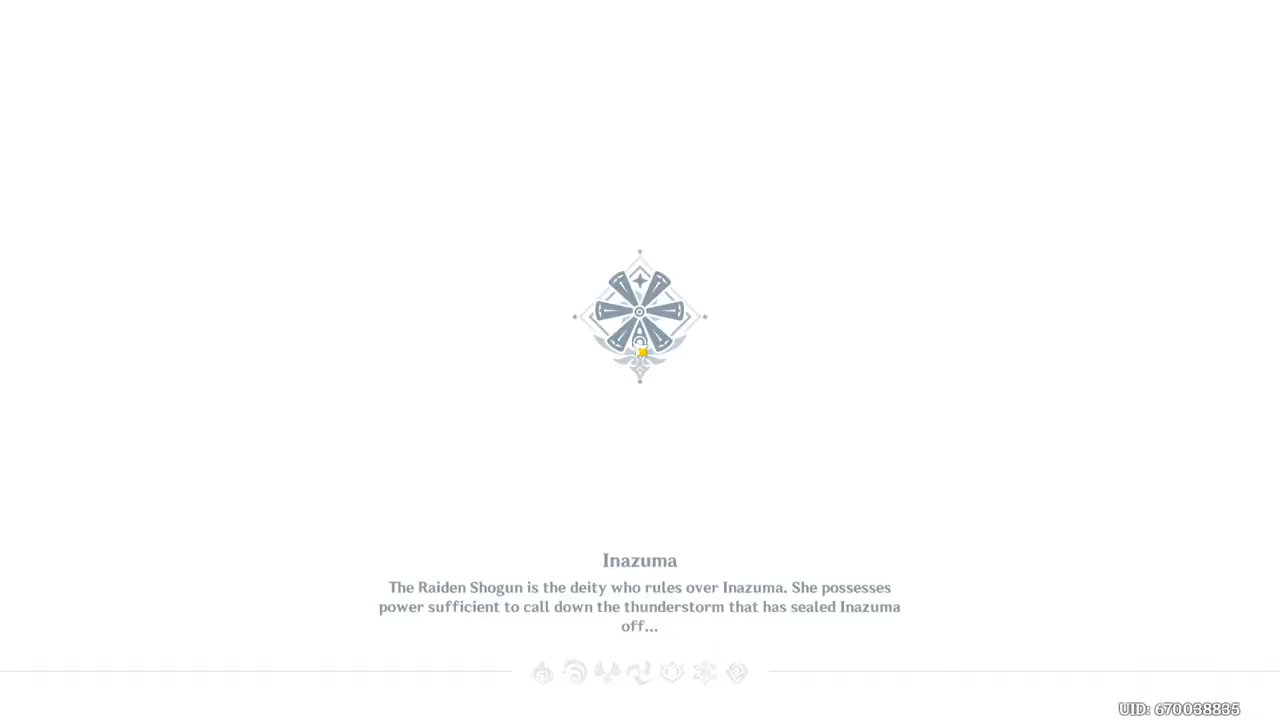 Inazuma
The Raiden Shogun is the deity who rules over Inazuma. She possesses
power sufficient to call down the thunderstorm that has sealed Inazuma
off...
UID: 670038835